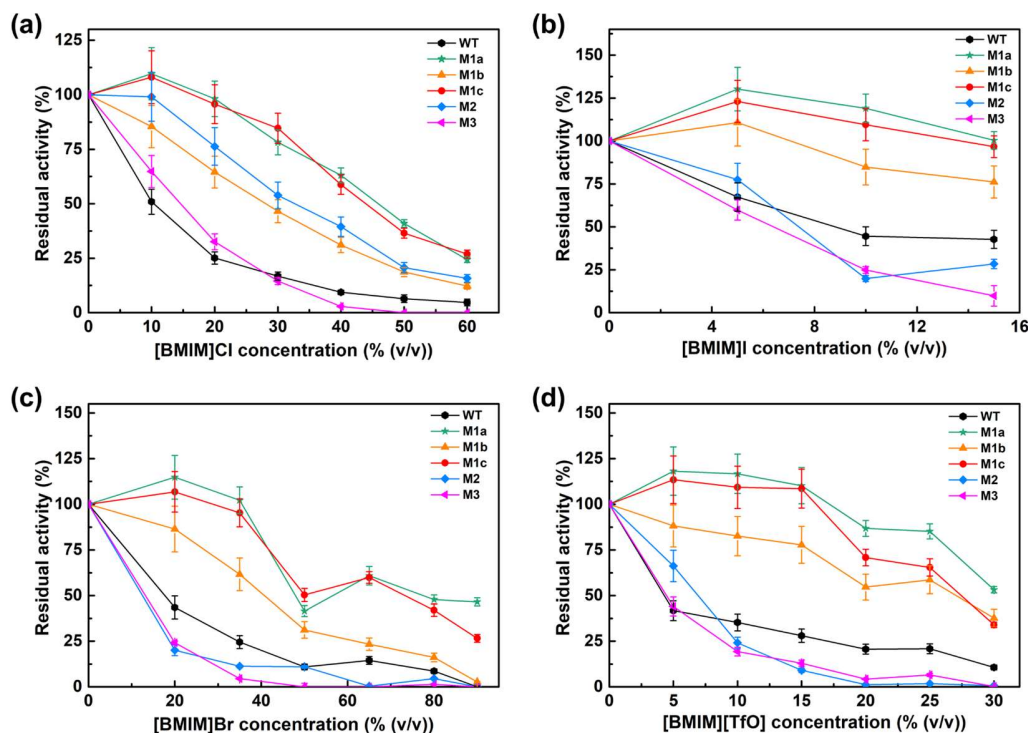 (a)
125
100
75
50
25
0
Residual activity (%)
WT
M1a
M1b
M1c
M2
M3
0 10 20 30 40 50 60
[BMIM]Cl concentration (% (v/v))
(b)
150
125
100
75
50
25
0
Residual activity (%)
WT
M1a
M1b
M1c
M2
M3
0 4 8 12 16
[BMIM]I concentration (% (v/v))
(c)
150
125
100
75
50
25
0
Residual activity (%)
WT
M1a
M1b
M1c
M2
M3
0 20 40 60 80
[BMIM]Br concentration (% (v/v))
(d)
150
125
100
75
50
25
0
Residual activity (%)
WT
M1a
M1b
M1c
M2
M3
0 5 10 15 20 25 30
[BMIM][TfO] concentration (% (v/v))